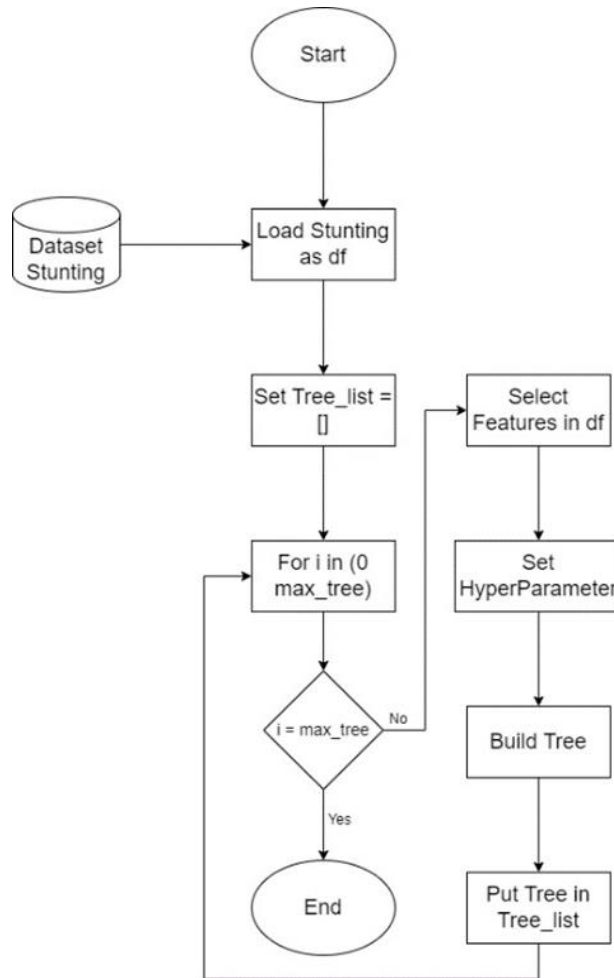 Start
Dataset
Stunting
Load Stunting
as df
Set Tree_list =
[]
For i in (0
max_tree)
i = max_tree
No
Yes
End
Select
Features in df
Set
HyperParameter
Build Tree
Put Tree in
Tree_list